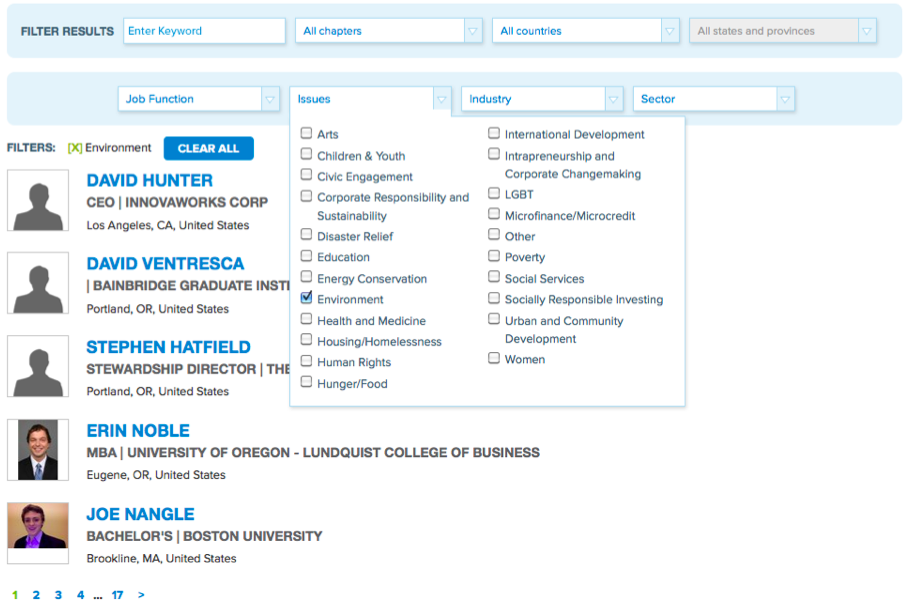 FILTER RESULTS Enter Keyword All chapters All countries All states and provinces
Job Function Issues Industry Sector
FILTERS: [X] Environment CLEAR ALL
Arts
Children & Youth
Civic Engagement
Corporate Responsibility and
Sustainability
Disaster Relief
Education
Energy Conservation
Environment
Health and Medicine
Housing/Homelessness
Human Rights
Hunger/Food
International Development
Intrapreneurship and
Corporate Changemaking
LGBT
Microfinance/Microcredit
Other
Poverty
Social Services
Socially Responsible Investing
Urban and Community
Development
Women
DAVID HUNTER
CEO | INNOVAWORKS CORP
Los Angeles, CA, United States
DAVID VENTRESCA
| BAINBRIDGE GRADUATE INSTI
Portland, OR, United States
STEPHEN HATFIELD
STEWARDSHIP DIRECTOR | THE
Portland, OR, United States
ERIN NOBLE
MBA | UNIVERSITY OF OREGON - LUNDQUIST COLLEGE OF BUSINESS
Eugene, OR, United States
JOE NANGLE
BACHELOR'S | BOSTON UNIVERSITY
Brookline, MA, United States
1 2 3 4 ... 17 >